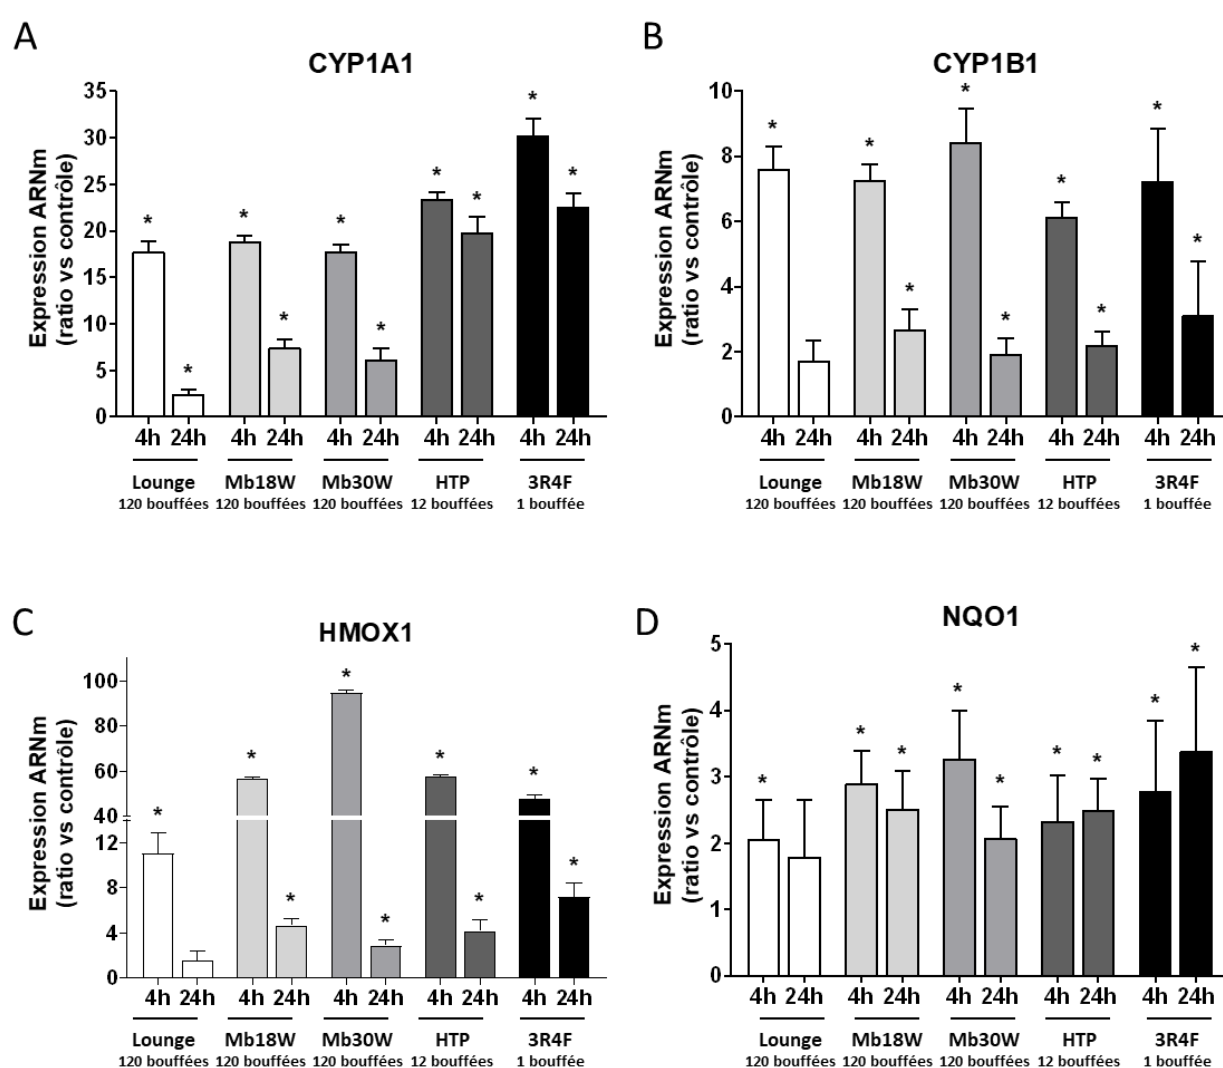 A
CYP1A1
Expression ARNm
(ratio vs contrôle)
35
30
25
20
15
10
5
0
* * * * * * * * * *
4h 24h 4h 24h 4h 24h 4h 24h 4h 24h
Lounge Mb18W Mb30W HTP 3R4F
120 bouffées 120 bouffées 120 bouffées 12 bouffées 1 bouffée
B
CYP1B1
Expression ARNm
(ratio vs contrôle)
10
8
6
4
2
0
* * * * * * * * *
4h 24h 4h 24h 4h 24h 4h 24h 4h 24h
Lounge Mb18W Mb30W HTP 3R4F
120 bouffées 120 bouffées 120 bouffées 12 bouffées 1 bouffée
C
HMOX1
Expression ARNm
(ratio vs contrôle)
100
80
60
40
12
8
4
0
* * * * * * * * *
4h 24h 4h 24h 4h 24h 4h 24h 4h 24h
Lounge Mb18W Mb30W HTP 3R4F
120 bouffées 120 bouffées 120 bouffées 12 bouffées 1 bouffée
D
NQO1
Expression ARNm
(ratio vs contrôle)
5
4
3
2
1
0
* * * * * * * * *
4h 24h 4h 24h 4h 24h 4h 24h 4h 24h
Lounge Mb18W Mb30W HTP 3R4F
120 bouffées 120 bouffées 120 bouffées 12 bouffées 1 bouffée